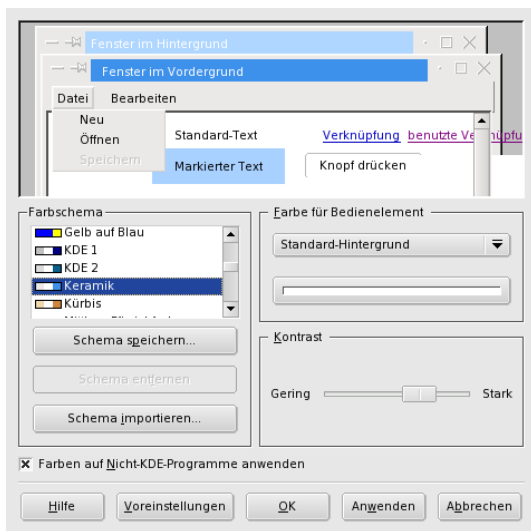 Fenster im Hintergrund
Fenster im Vordergrund
Datei Bearbeiten
Neu
Öffnen
Speichern
Standard-Text Verknüpfung benutzte Verknüpfu
Markierter Text Knopf drücken
Farbschema
Gelb auf Blau
KDE 1
KDE 2
Keramik
Kürbis
Schema speichern...
Schema entfernen
Schema importieren...
Farbe für Bedienelement
Standard-Hintergrund
Kontrast
Gering Stark
Farben auf Nicht-KDE-Programme anwenden
Hilfe Voreinstellungen OK Anwenden Abbrechen